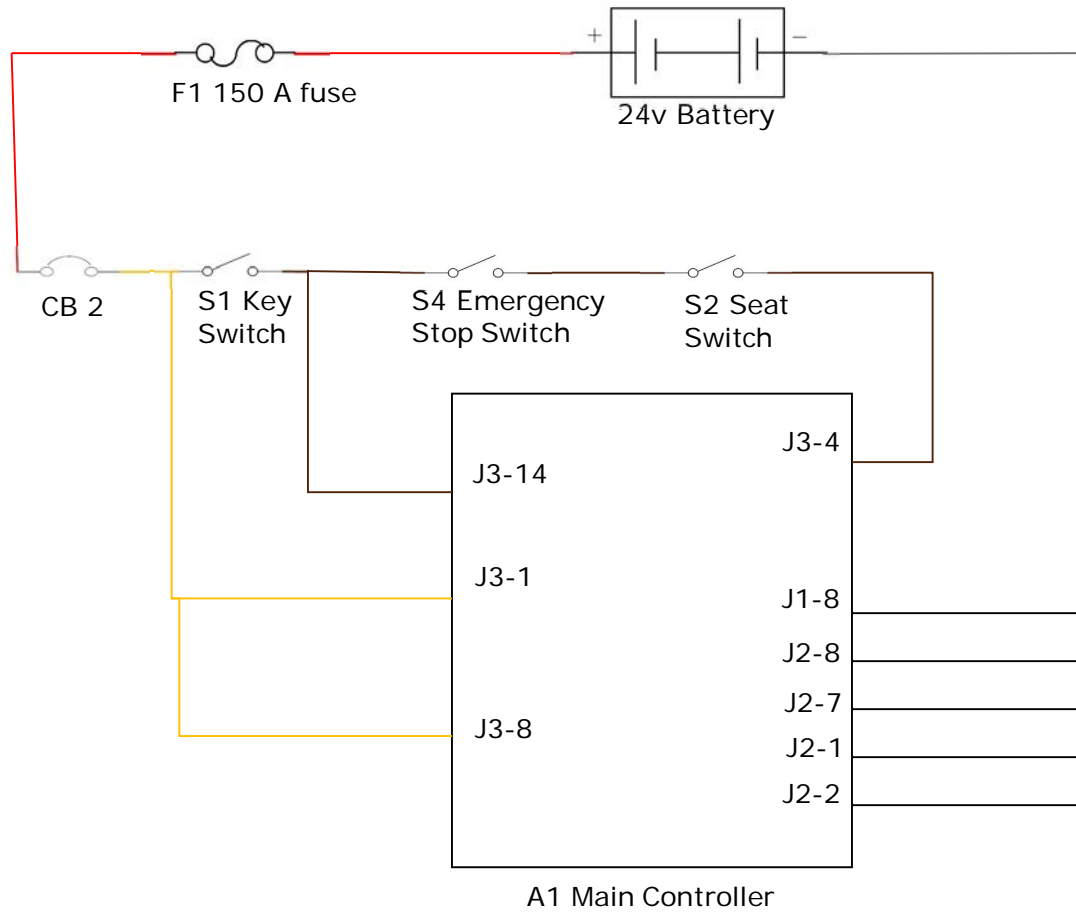 +
−
F1 150 A fuse
24v Battery
CB 2
S1 Key
Switch
S4 Emergency
Stop Switch
S2 Seat
Switch
J3-4
J3-14
J3-1
J1-8
J2-8
J2-7
J3-8
J2-1
J2-2
A1 Main Controller